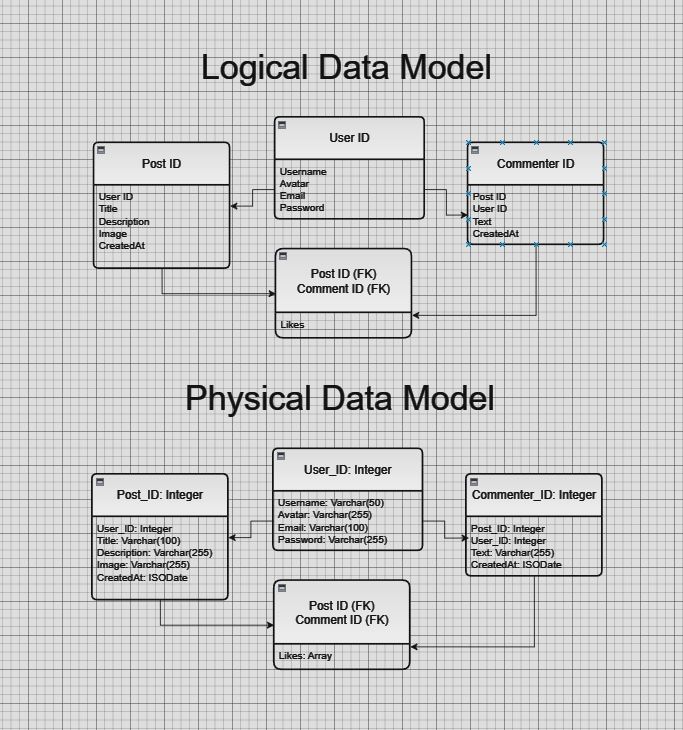 Logical Data Model
User ID
Username
Avatar
Email
Password
Post ID
User ID
Title
Description
Image
CreatedAt
Commenter ID
Post ID
User ID
Text
CreatedAt
Post ID (FK)
Comment ID (FK)
Likes
Physical Data Model
User_ID: Integer
Username: Varchar(50)
Avatar: Varchar(255)
Email: Varchar(100)
Password: Varchar(255)
Post_ID: Integer
User_ID: Integer
Title: Varchar(100)
Description: Varchar(255)
Image: Varchar(255)
CreatedAt: ISODate
Commenter_ID: Integer
Post_ID: Integer
User_ID: Integer
Text: Varchar(255)
CreatedAt: ISODate
Post ID (FK)
Comment ID (FK)
Likes: Array